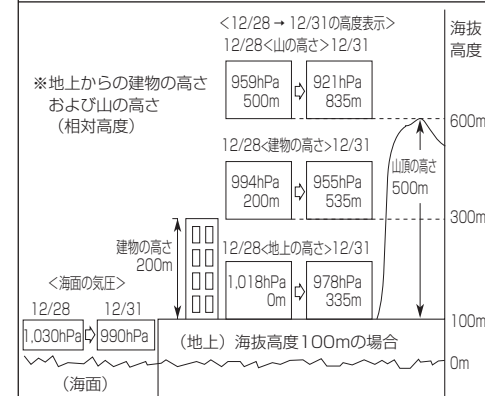 <12/28 → 12/31の高度表示>
12/28<山の高さ>12/31
959hPa
500m
⇨
921hPa
835m
海抜
高度
※地上からの建物の高さ
および山の高さ
(相対高度)
600m
12/28<建物の高さ>12/31
994hPa
200m
⇨
955hPa
535m
山頂の高さ
500m
300m
建物の高さ
200m
12/28<地上の高さ>12/31
1,018hPa
0m
⇨
978hPa
335m
<海面の気圧>
12/28 12/31
1,030hPa⇨990hPa
100m
(地上)海抜高度100mの場合
0m
(海面)